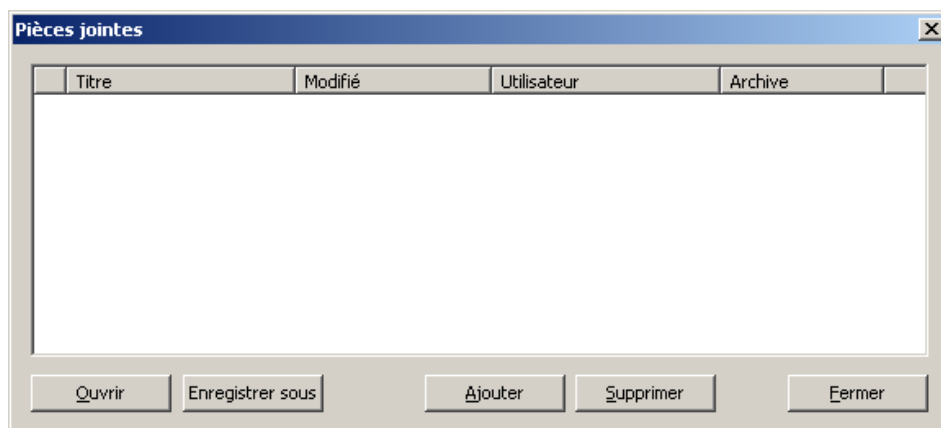 Pièces jointes
Titre Modifié Utilisateur Archive
Ouvrir Enregistrer sous Ajouter Supprimer Fermer